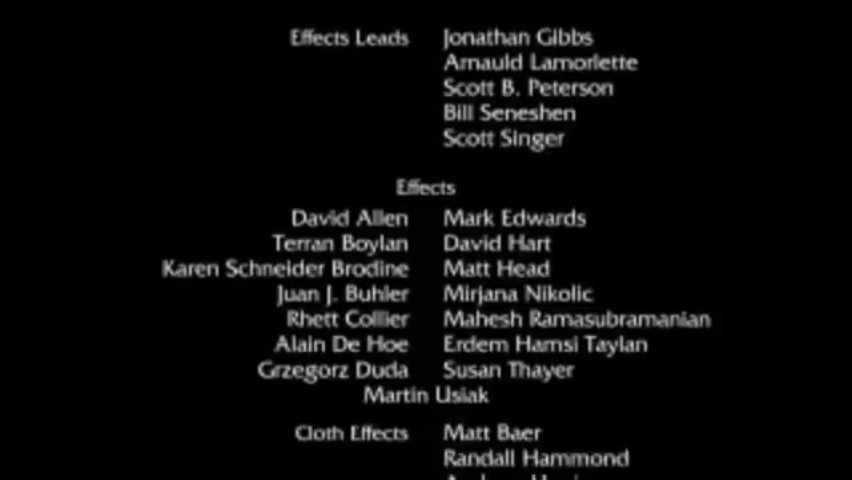 Effects Leads Jonathan Gibbs
Arnauld Lamorlette
Scott B. Peterson
Bill Seneshen
Scott Singer
Effects
David Allen Mark Edwards
Terran Boylan David Hart
Karen Schneider Brodine Matt Head
Juan J. Buhler Mirjana Nikolic
Rhett Collier Mahesh Ramasubramanian
Alain De Hoe Erdem Hamsi Taylan
Grzegorz Duda Susan Thayer
Martin Usiak
Cloth Effects Matt Baer
Randall Hammond